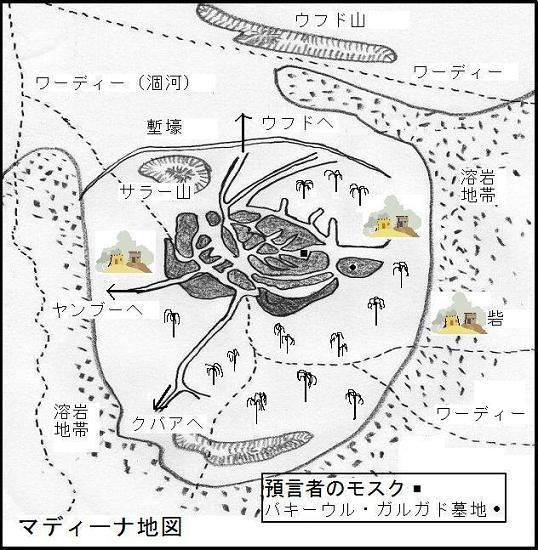 ウフド山
ワーディー
ワーディー（涸河）
塹壕
ウフドへ
サラー山
溶岩
地帯
ヤンブーへ
砦
溶岩
地帯
クバアへ
ワーディー
預言者のモスク
バキーウル・ガルガド墓地
マディーナ地図